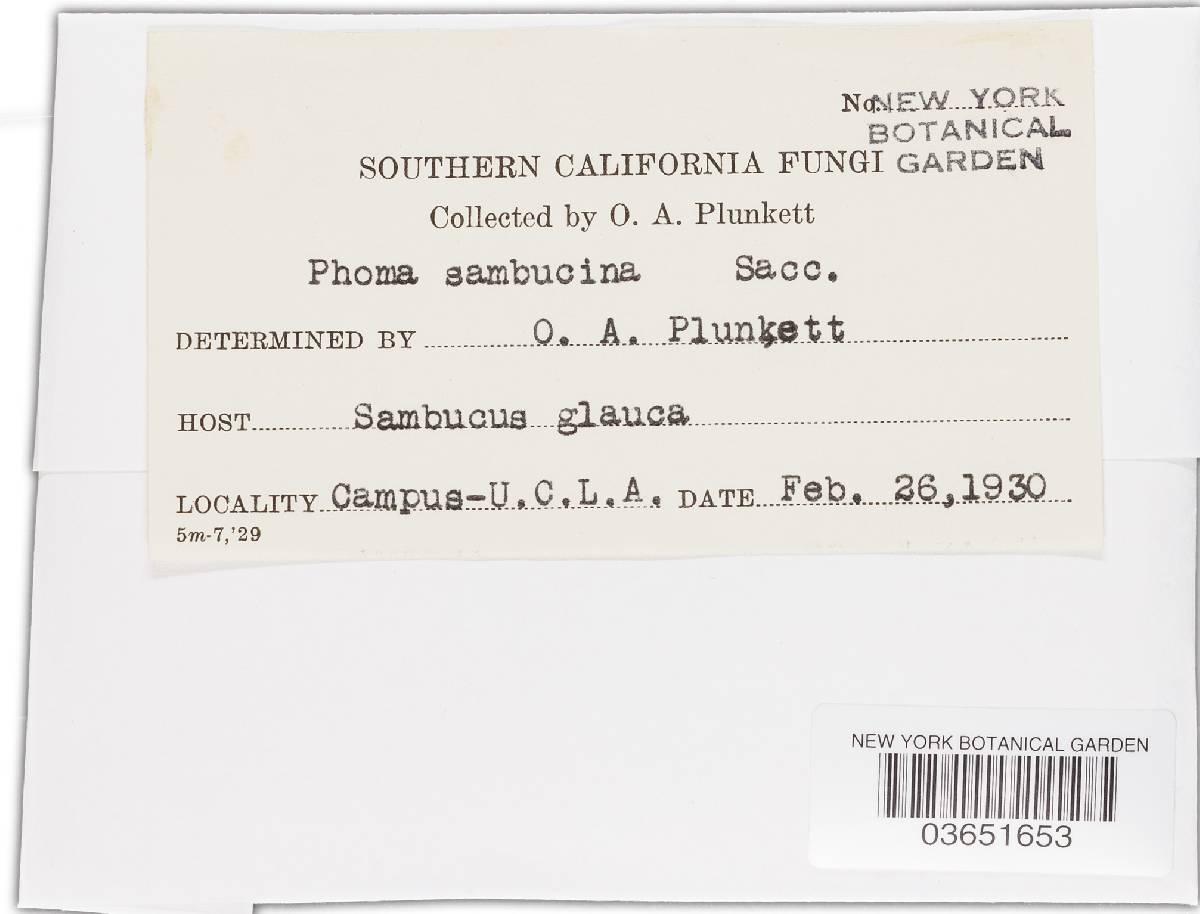 No. NEW YORK
BOTANICAL
GARDEN
SOUTHERN CALIFORNIA FUNGI
Collected by O. A. Plunkett
Phoma sambucina Sacc.
DETERMINED BY O. A. Plunkett
HOST Sambucus glauca
LOCALITY Campus-U.C.L.A. DATE Feb. 26,1930
5m-7,'29
NEW YORK BOTANICAL GARDEN
03651653